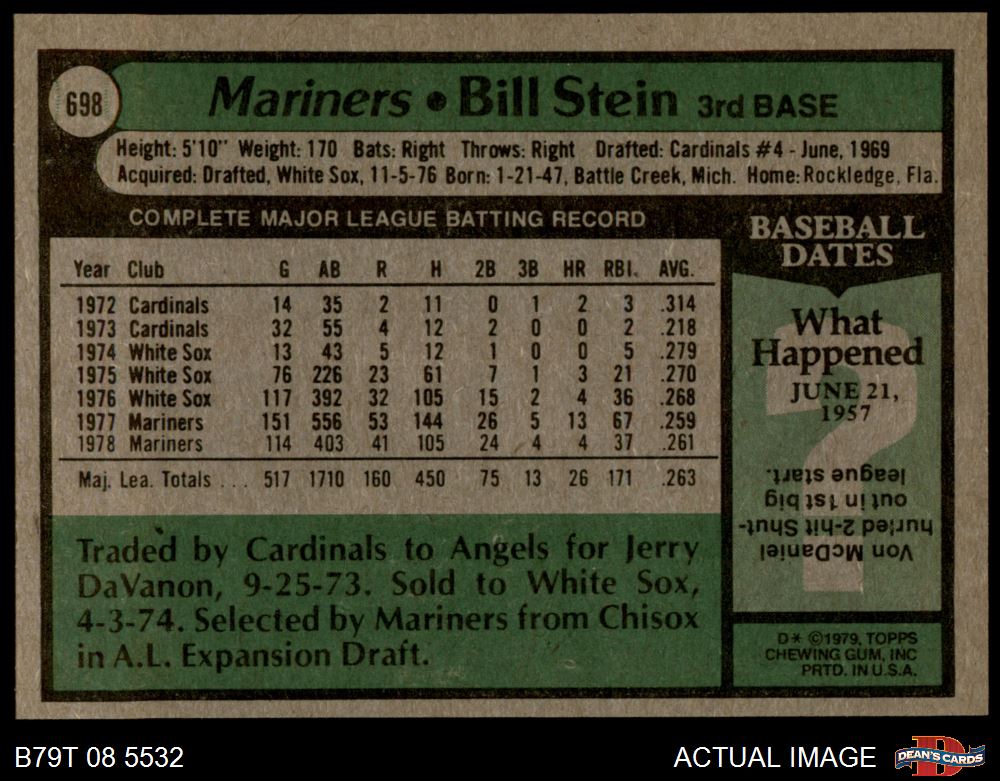 698
Mariners • Bill Stein 3rd BASE
Height: 5'10" Weight: 170 Bats: Right Throws: Right Drafted: Cardinals #4 - June, 1969
Acquired: Drafted, White Sox, 11-5-76 Born: 1-21-47, Battle Creek, Mich. Home: Rockledge, Fla.
COMPLETE MAJOR LEAGUE BATTING RECORD
Year Club G AB R H 2B 3B HR RBI. AVG.
1972 Cardinals 14 35 2 11 0 1 2 3 .314
1973 Cardinals 32 55 4 12 2 0 0 2 .218
1974 White Sox 13 43 5 12 1 0 0 5 .279
1975 White Sox 76 226 23 61 7 1 3 21 .270
1976 White Sox 117 392 32 105 15 2 4 36 .268
1977 Mariners 151 556 53 144 26 5 13 67 .259
1978 Mariners 114 403 41 105 24 4 4 37 .261
Maj. Lea. Totals . . . 517 1710 160 450 75 13 26 171 .263
Traded by Cardinals to Angels for Jerry
DaVanon, 9-25-73. Sold to White Sox,
4-3-74. Selected by Mariners from Chisox
in A.L. Expansion Draft.
BASEBALL
DATES
What
Happened
JUNE 21,
1957
?
Von McDaniel
hurled 2-hit Shut-
out in 1st big
league start.
D* ©1979, TOPPS
CHEWING GUM, INC
PRTD. IN U.S.A.
B79T 08 5532
ACTUAL IMAGE
D
DEAN'S CARDS